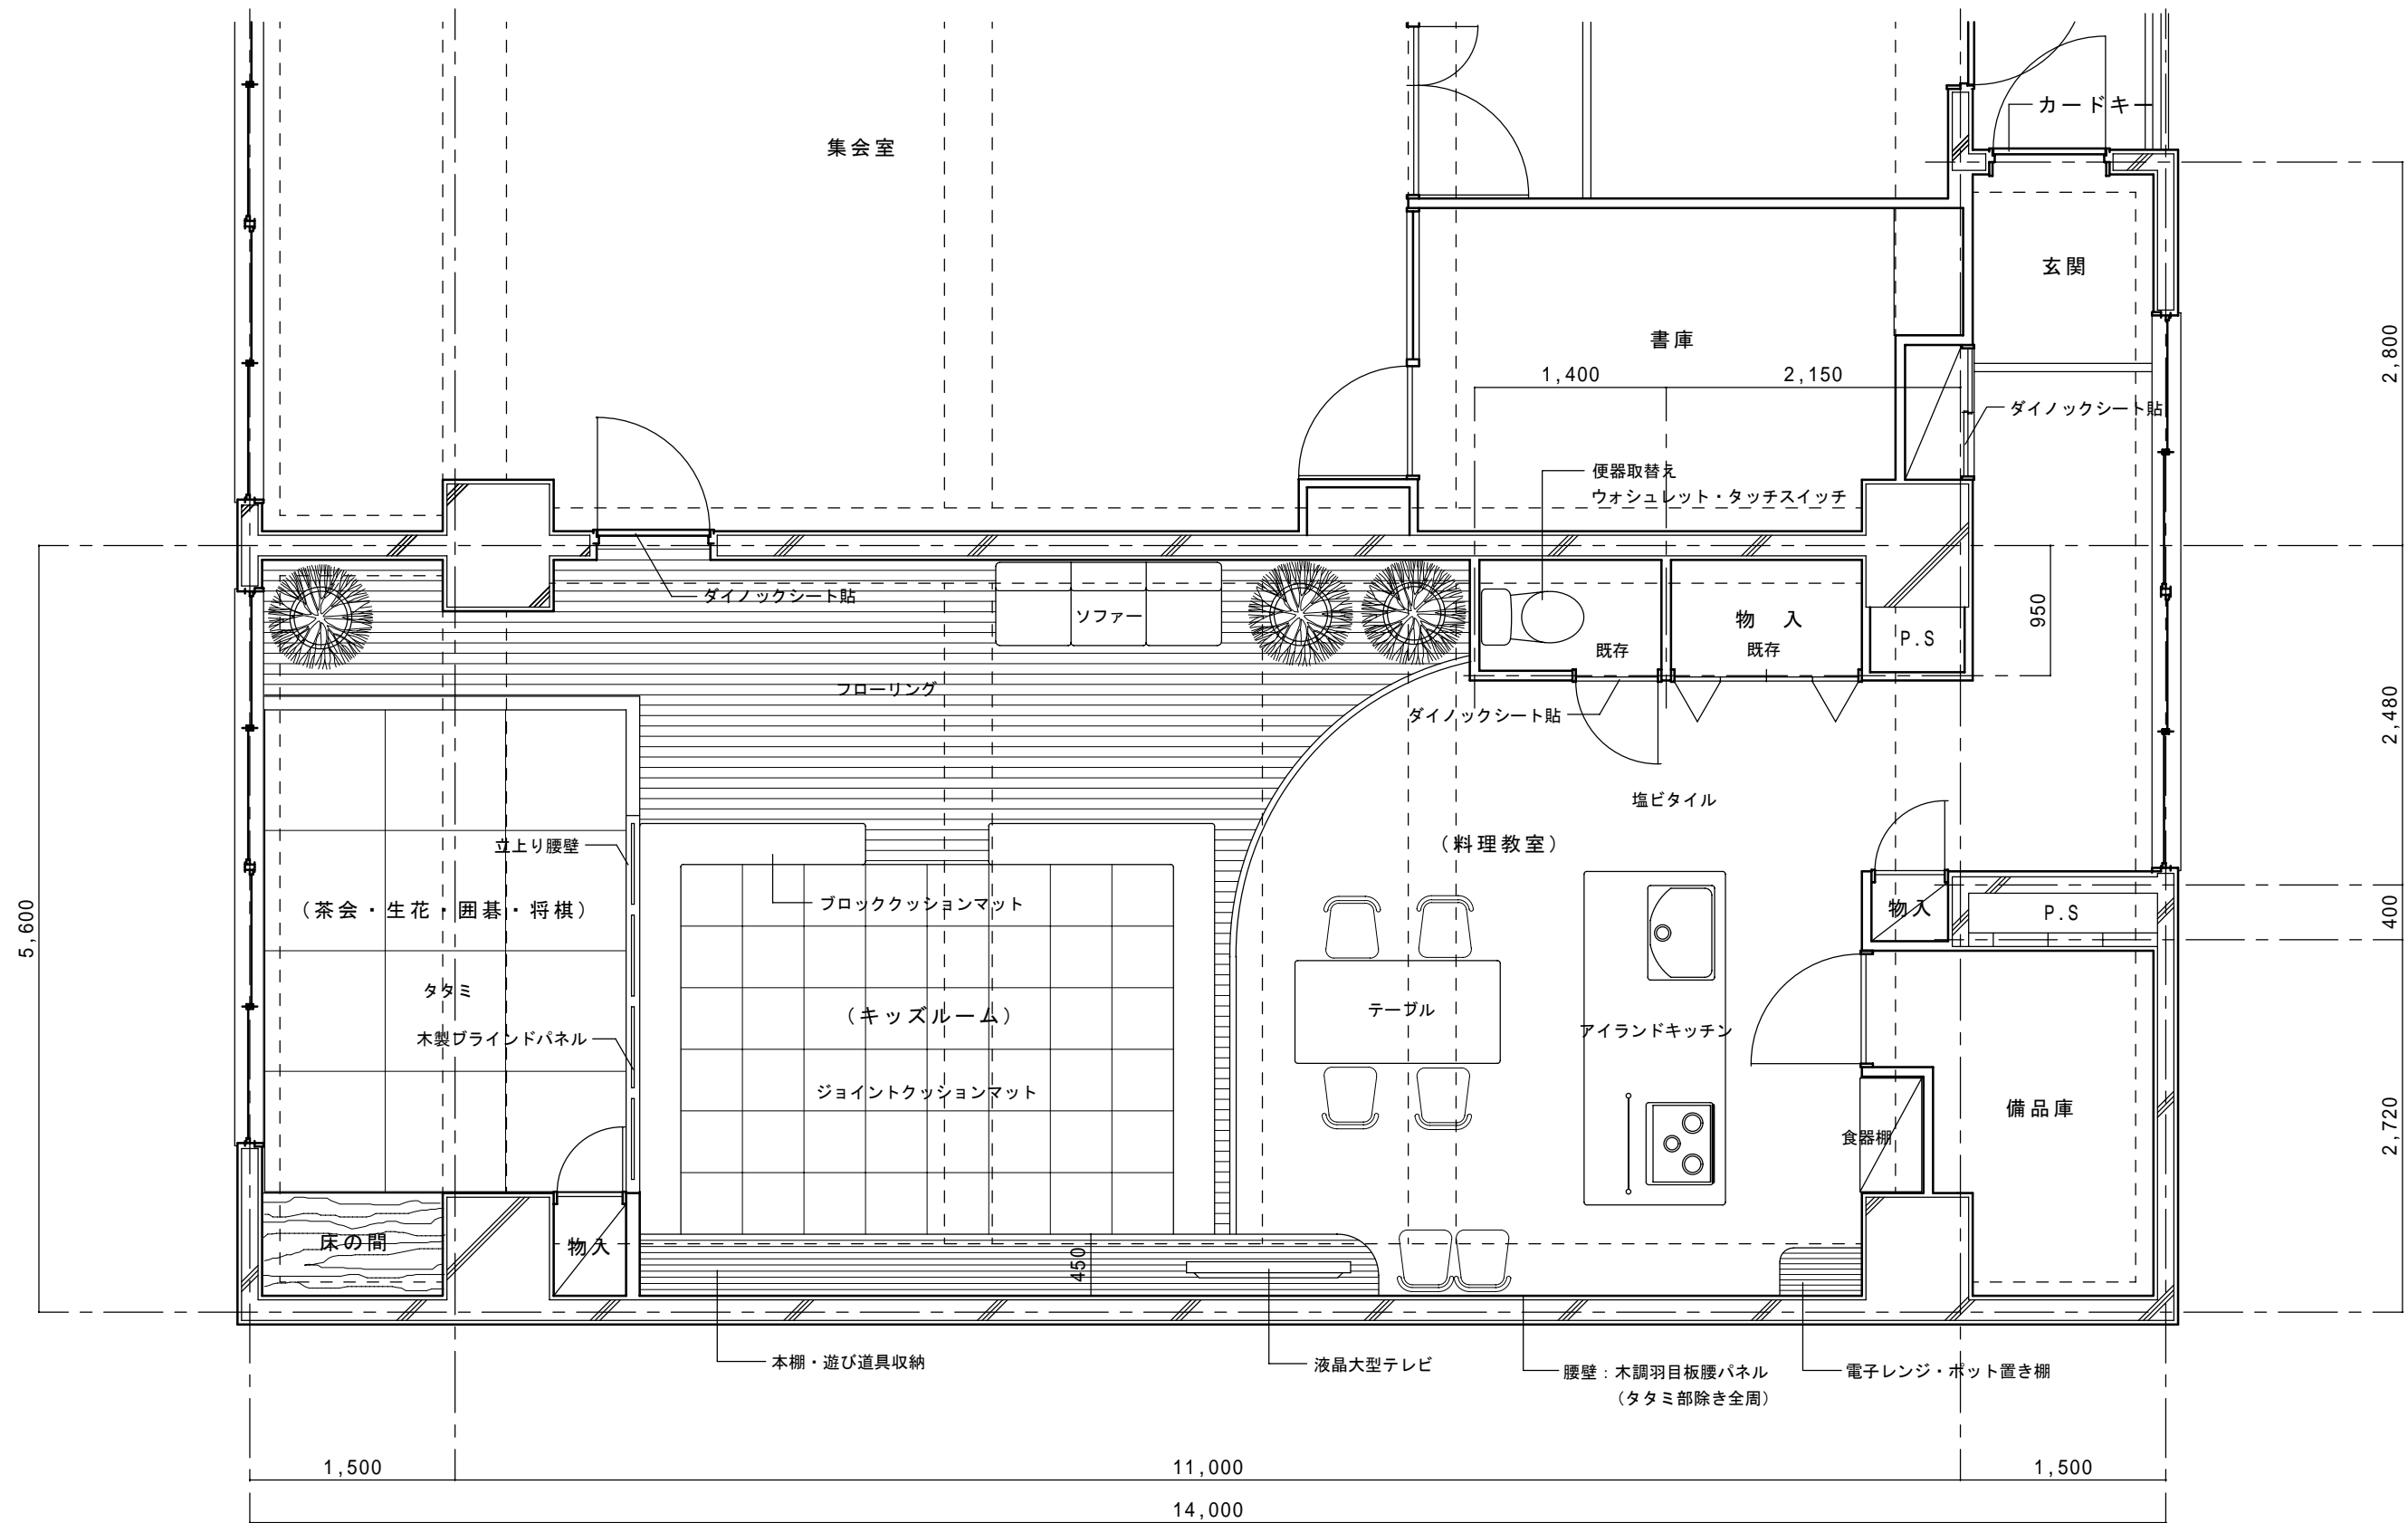 カードキー
集会室
玄関
書庫
2,800
1,400
2,150
ダイノックシート貼
便器取替え
ウォシュレット・タッチスイッチ
ダイノックシート貼
ソファー
物 入
既存
既存
P.S
950
フローリング
ダイノックシート貼
2,480
塩ビタイル
立上り腰壁
(料理教室)
ブロッククッションマット
(茶会・生花・囲碁・将棋)
物入
P.S
400
5,600
タタミ
(キッズルーム)
テーブル
アイランドキッチン
木製ブラインドパネル
ジョイントクッションマット
備品庫
食器棚
2,720
床の間
物入
450
本棚・遊び道具収納
液晶大型テレビ
腰壁：木調羽目板腰パネル
(タタミ部除き全周)
電子レンジ・ポット置き棚
1,500
11,000
1,500
14,000